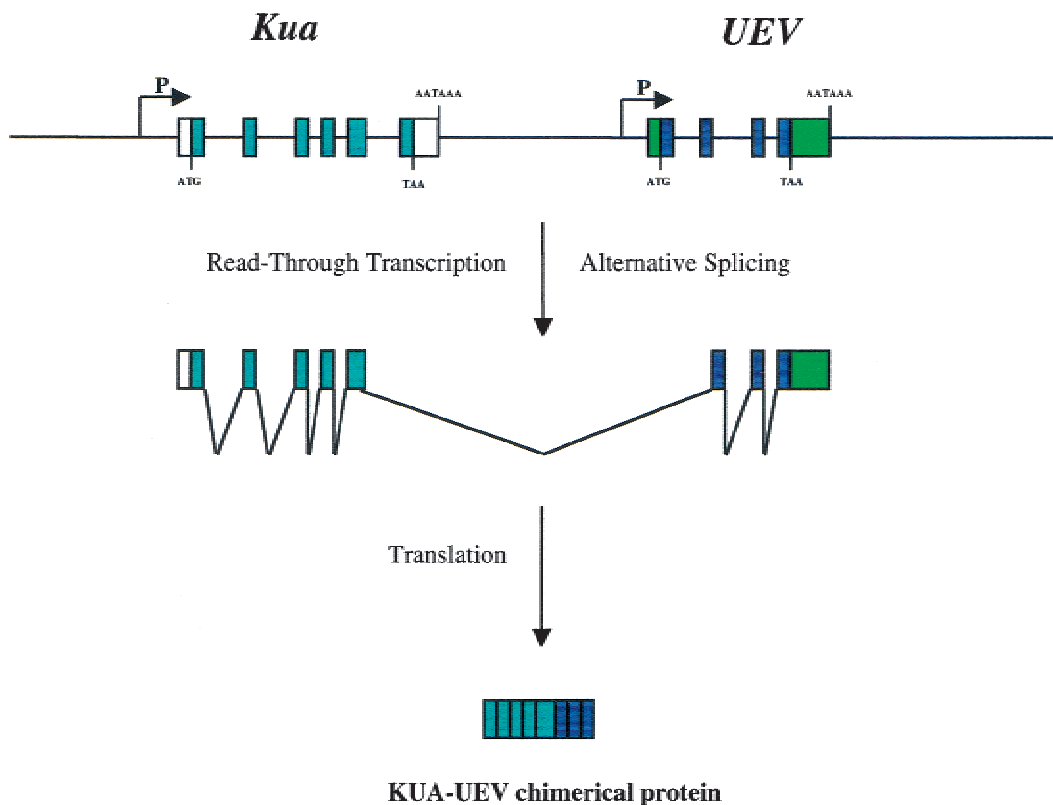 Kua UEV
P AATAAA P AATAAA
ATG TAA ATG TAA
Read-Through Transcription Alternative Splicing
Translation
KUA-UEV chimerical protein